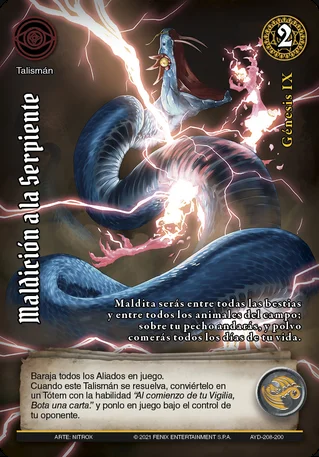 Talismán
2
Génesis IX
Maldición a la Serpiente
Maldita serás entre todas las bestias
y entre todos los animales del campo;
sobre tu pecho andarás, y polvo
comerás todos los días de tu vida.
Baraja todos los Aliados en juego.
Cuando este Talismán se resuelva, conviértelo en
un Tótem con la habilidad "Al comienzo de tu Vigilia,
Bota una carta." y ponlo en juego bajo el control de
tu oponente.
ARTE: NITROX
© 2021 FENIX ENTERTAINMENT S.P.A.
AYD-208-200